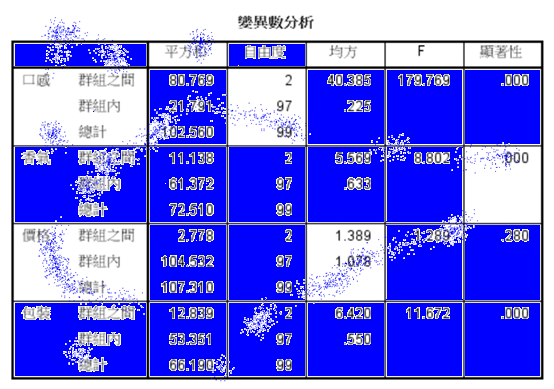 變異數分析
平方和 自由度 均方 F 顯著性
口感 群組之間 80.769 2 40.385 179.769 .000
群組內 21.791 97 .225
總計 102.560 99
香氣 群組之間 11.138 2 5.569 8.802 .000
群組內 61.372 97 .633
總計 72.510 99
價格 群組之間 2.778 2 1.389 1.289 .280
群組內 104.532 97 1.078
總計 107.310 99
包裝 群組之間 12.839 2 6.420 11.672 .000
群組內 53.351 97 .550
總計 66.190 99